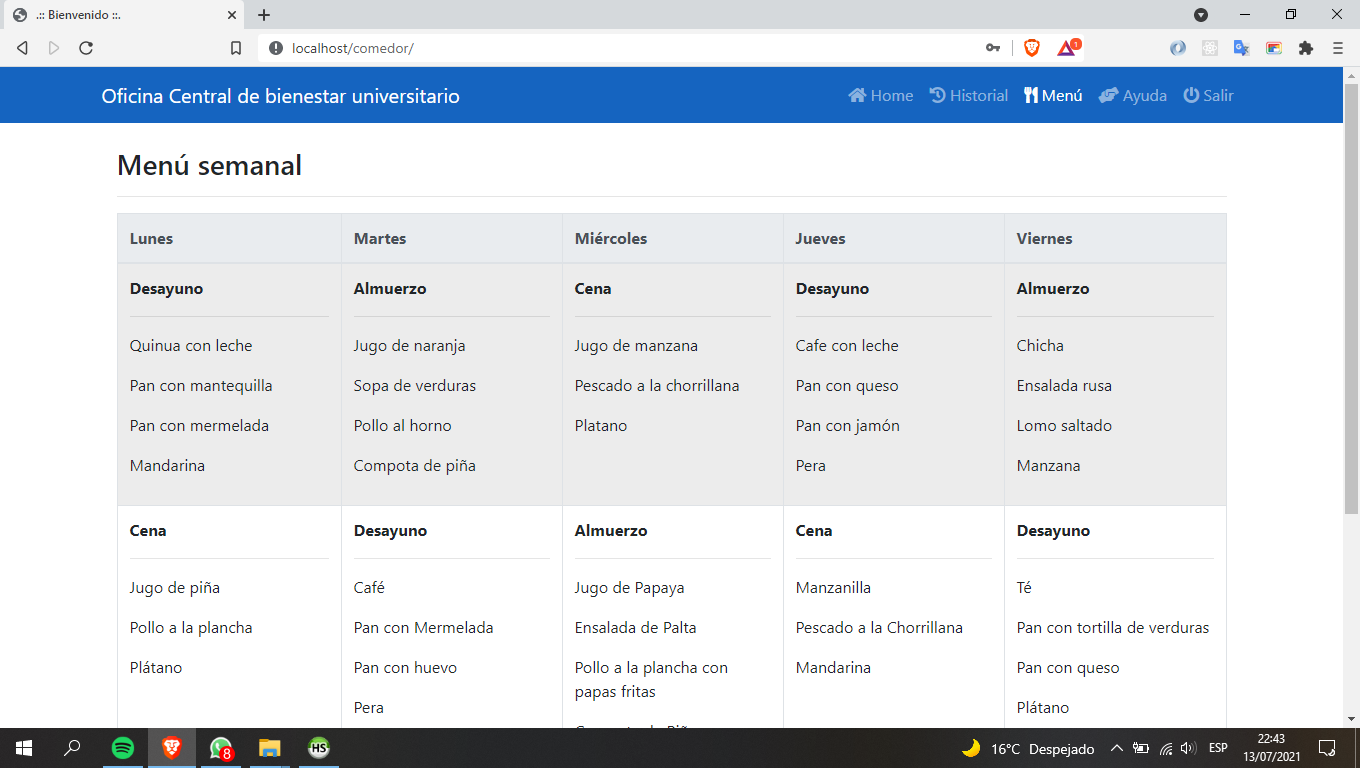 .:: Bienvenido ::.
localhost/comedor/
1
Oficina Central de bienestar universitario
Home
Historial
Menú
Ayuda
Salir
Menú semanal
Lunes
Martes
Miércoles
Jueves
Viernes
Desayuno
Quinua con leche
Pan con mantequilla
Pan con mermelada
Mandarina
Almuerzo
Jugo de naranja
Sopa de verduras
Pollo al horno
Compota de piña
Cena
Jugo de manzana
Pescado a la chorrillana
Platano
Desayuno
Cafe con leche
Pan con queso
Pan con jamón
Pera
Almuerzo
Chicha
Ensalada rusa
Lomo saltado
Manzana
Cena
Jugo de piña
Pollo a la plancha
Plátano
Desayuno
Café
Pan con Mermelada
Pan con huevo
Pera
Almuerzo
Jugo de Papaya
Ensalada de Palta
Pollo a la plancha con
papas fritas
Cena
Manzanilla
Pescado a la Chorrillana
Mandarina
Desayuno
Té
Pan con tortilla de verduras
Pan con queso
Plátano
8
HS
16°C Despejado
ESP
22:43
13/07/2021